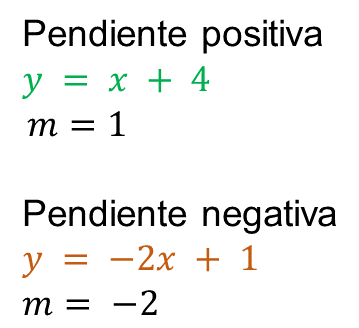 Pendiente positiva
y = x + 4
m = 1
Pendiente negativa
y = −2x + 1
m = −2